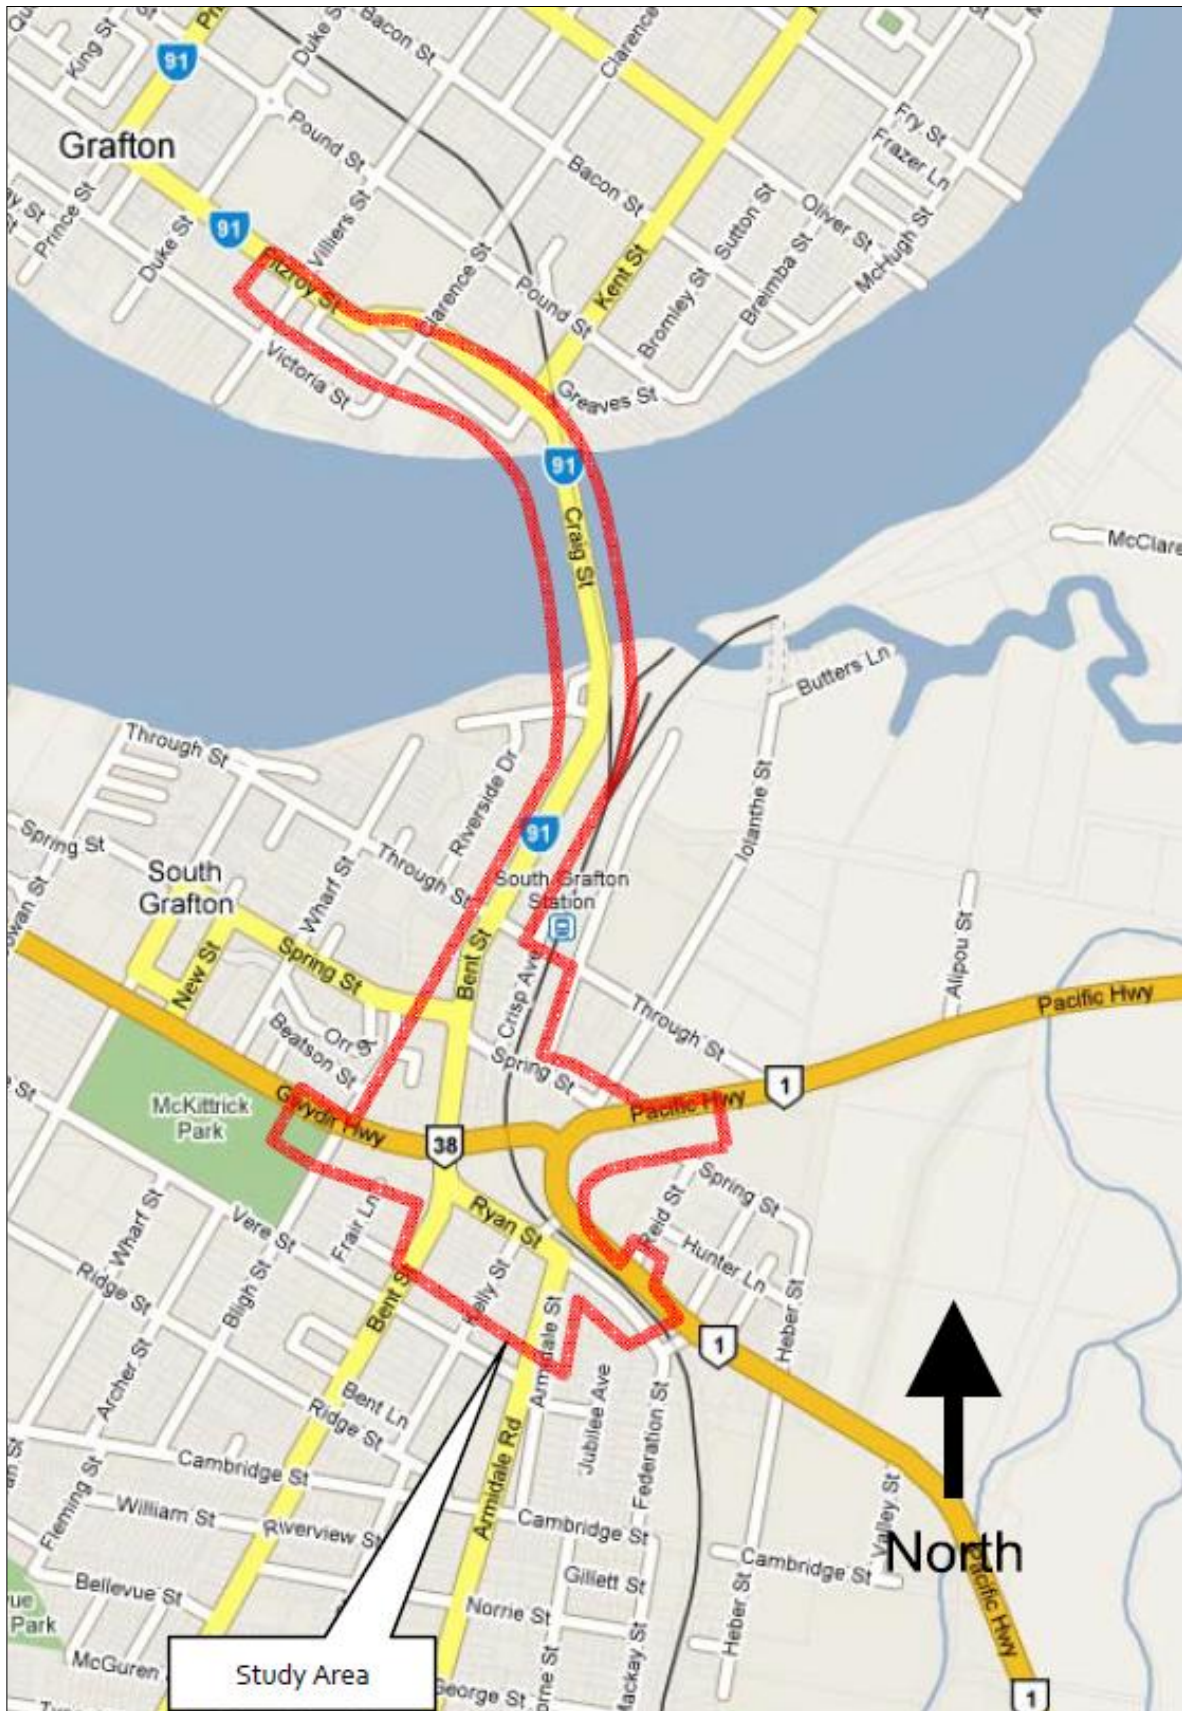 91
King St
Duke St
Bacon St
Clarence
Pound St
Grafton
Fry St
Frazer Ln
Prince St
Duke St
91
Villiers St
Bacon St
Sutton St
Oliver St
McHugh St
Kent St
Fitzroy St
Clarence St
Pound St
Bromley St
Breimba St
Victoria St
Greaves St
91
Craig St
McClare
Butters Ln
Through St
Riverside Dr
Iolanthe St
91
Spring St
South
Grafton
Wharf St
Through St
South Grafton
Station
Alipou St
New St
Spring St
Bent St
Crisp Ave
Through St
Pacific Hwy
Orr St
Beatson St
Spring St
1
McKittrick
Park
Gwydir Hwy
38
Pacific Hwy
Wharf St
Vere St
Frair Ln
Ryan St
Reid St
Spring St
Hunter Ln
Ridge St
Bligh St
Bent S
Kelly St
Armidale St
Heber St
1
Archer St
Bent Ln
Ridge St
Jubilee Ave
Federation St
Cambridge St
Armidale Rd
Fleming St
William St
Riverview St
Cambridge St
Valley St
North
Cambridge St
Gillett St
Bellevue St
Norrie St
Heber St
Pacific Hwy
Park
McGuren
Study Area
George St
Mackay St
1